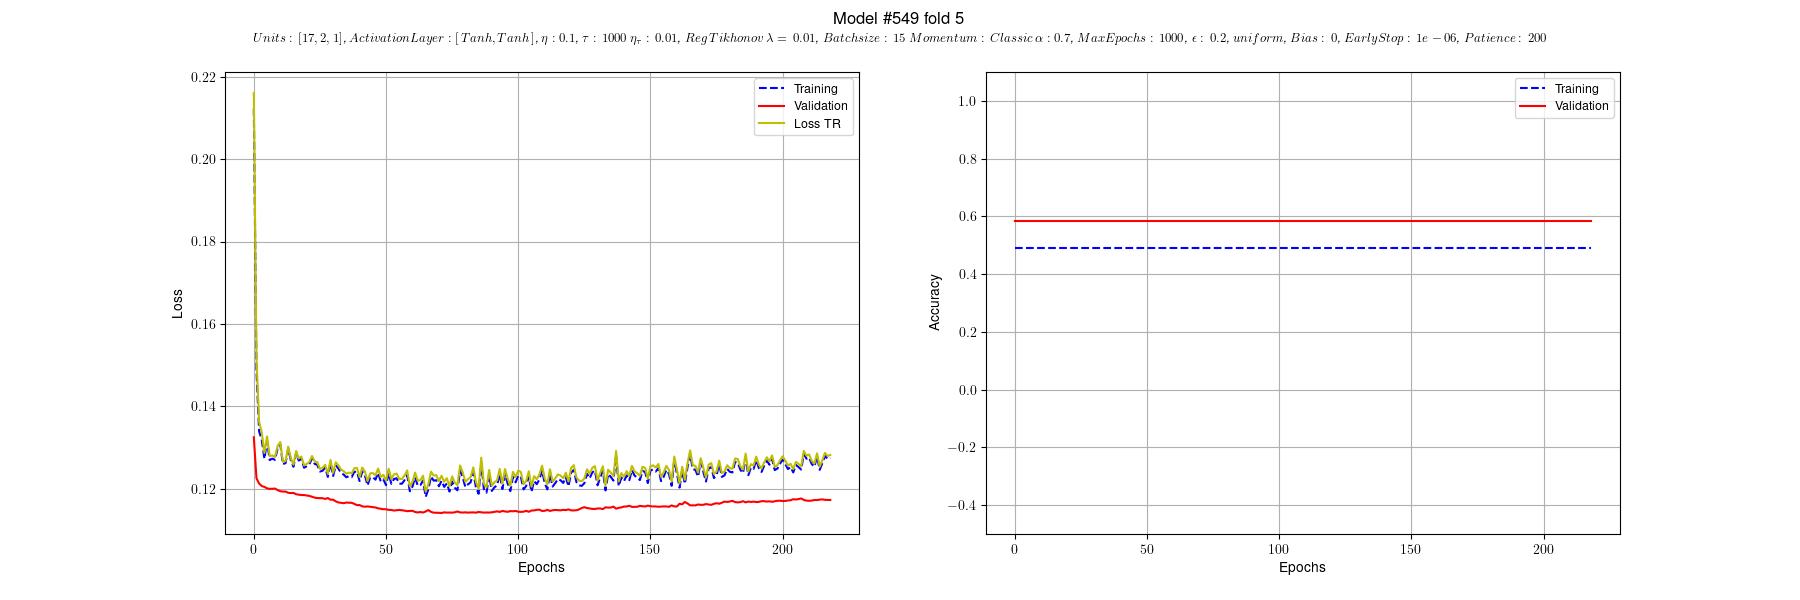 Model #549 fold 5
Units : [17, 2, 1], ActivationLayer : [Tanh, Tanh], η : 0.1, τ : 1000 η_τ : 0.01, RegTikhonov λ = 0.01, Batchsize : 15 Momentum : Classic α : 0.7, MaxEpochs : 1000, ϵ : 0.2, uniform, Bias : 0, EarlyStop : 1e − 06, Patience : 200
0.22
0.20
0.18
0.16
0.14
0.12
Loss
0 50 100 150 200
Epochs
Training
Validation
Loss TR
1.0
0.8
0.6
0.4
0.2
0.0
−0.2
−0.4
Accuracy
0 50 100 150 200
Epochs
Training
Validation